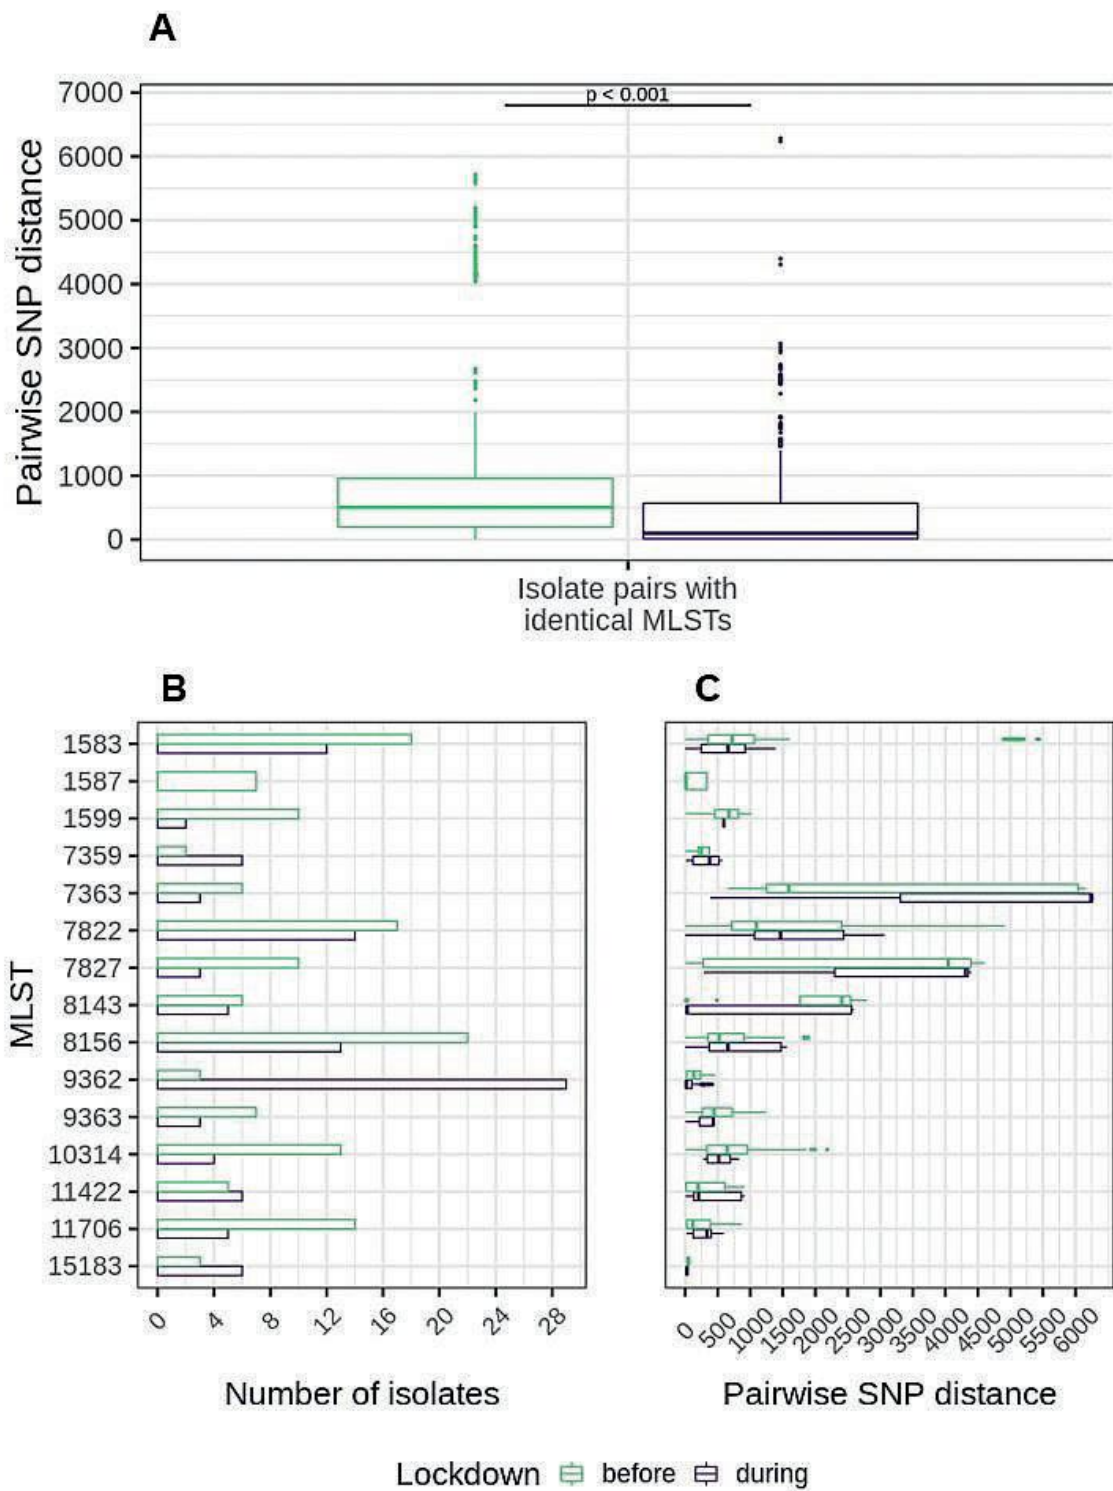 A
7000
6000
5000
4000
3000
2000
1000
0
Pairwise SNP distance
p < 0.001
Isolate pairs with
identical MLSTs
B
C
MLST
1583
1587
1599
7359
7363
7822
7827
8143
8156
9362
9363
10314
11422
11706
15183
0 4 8 12 16 20 24 28
0 500 1000 1500 2000 2500 3000 3500 4000 4500 5000 5500 6000
Number of isolates
Pairwise SNP distance
Lockdown before during